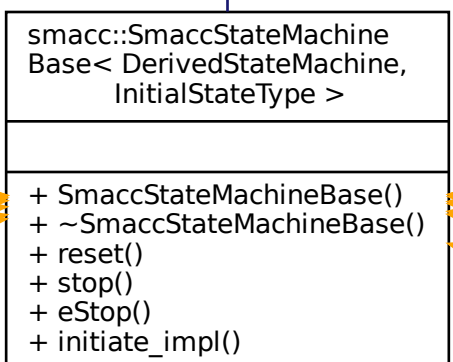 smacc::SmaccStateMachine
Base< DerivedStateMachine,
InitialStateType >
+ SmaccStateMachineBase()
+ ~SmaccStateMachineBase()
+ reset()
+ stop()
+ eStop()
+ initiate_impl()